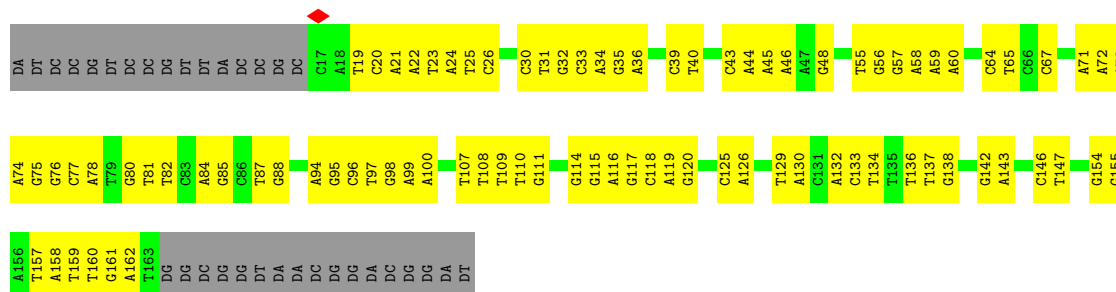 DA DT DC DC DG DT DC DC DG DT DT DA DC DC DG DC C17 A18 T19 C20 A21 A22 T23 A24 T25 C26 C30 T31 G32 C33 A34 G35 A36 C39 T40 C43 A44 A45 A46 A47 G48 T55 G56 G57 A58 A59 A60 C64 T65 C66 C67 A71 A72
A74 G75 G76 C77 A78 T79 G80 T81 T82 C83 A84 G85 C86 T87 G88 A94 G95 C96 T97 G98 A99 A100 T107 T108 T109 T110 G111 G114 G115 A116 G117 C118 A119 G120 C125 A126 T129 A130 C131 A132 C133 T134 T135 T136 T137 G138 G142 A143 C146 T147 G154
A156 T157 A158 T159 T160 G161 A162 T163 DG DG DC DG DG DT DA DA DC DG DG DA DC DG DG DA DT